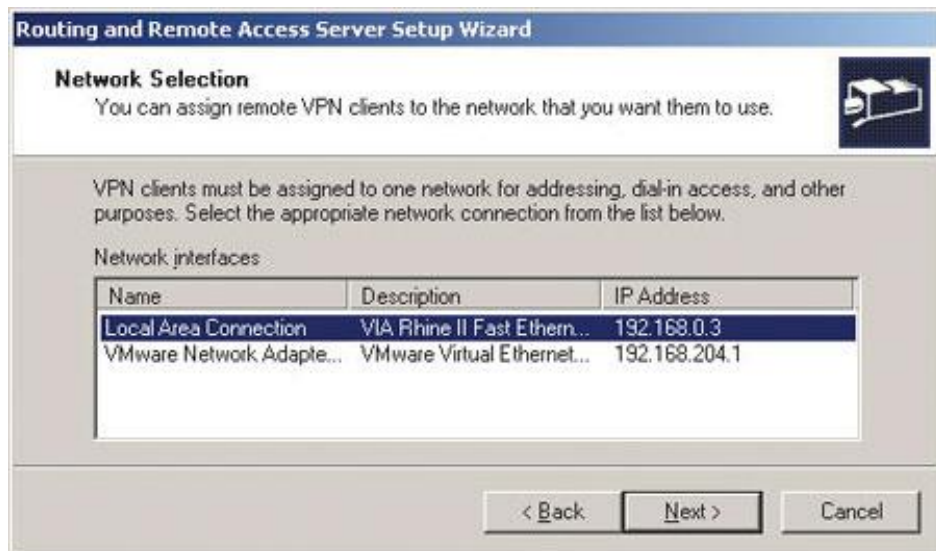 Routing and Remote Access Server Setup Wizard
Network Selection
You can assign remote VPN clients to the network that you want them to use.
VPN clients must be assigned to one network for addressing, dial-in access, and other
purposes. Select the appropriate network connection from the list below.
Network interfaces
Name Description IP Address
Local Area Connection VIA Rhine II Fast Ethern... 192.168.0.3
VMware Network Adapte... VMware Virtual Ethernet... 192.168.204.1
< Back Next > Cancel